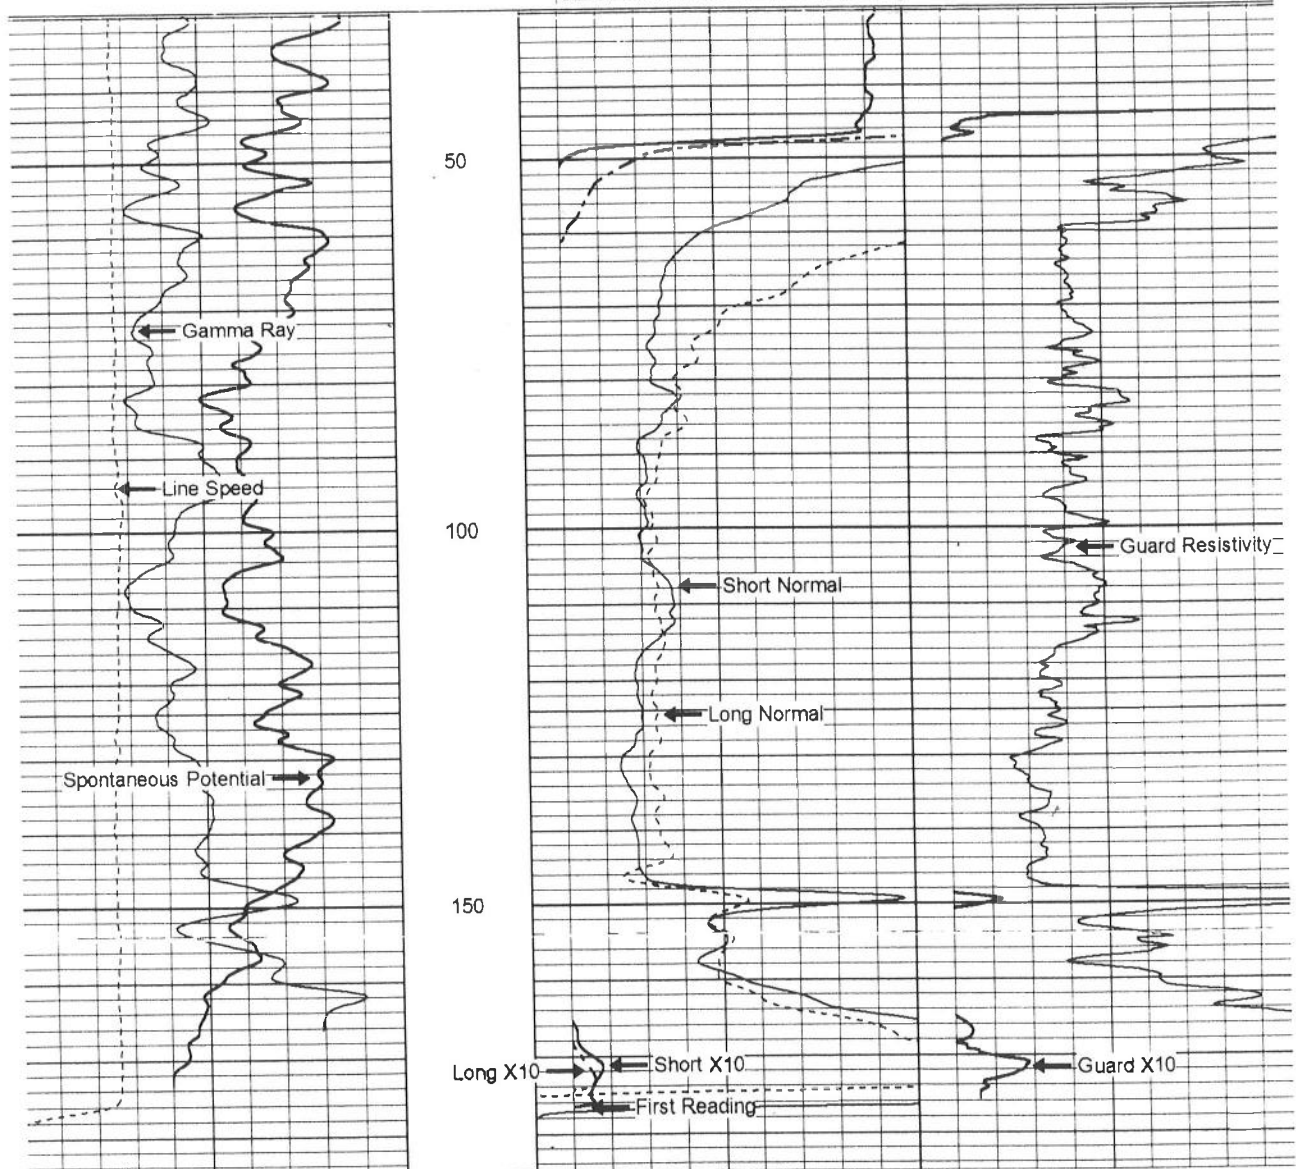 50
Gamma Ray
Line Speed
100
Guard Resistivity
Short Normal
Long Normal
Spontaneous Potential
150
Short X10
Long X10
Guard X10
First Reading